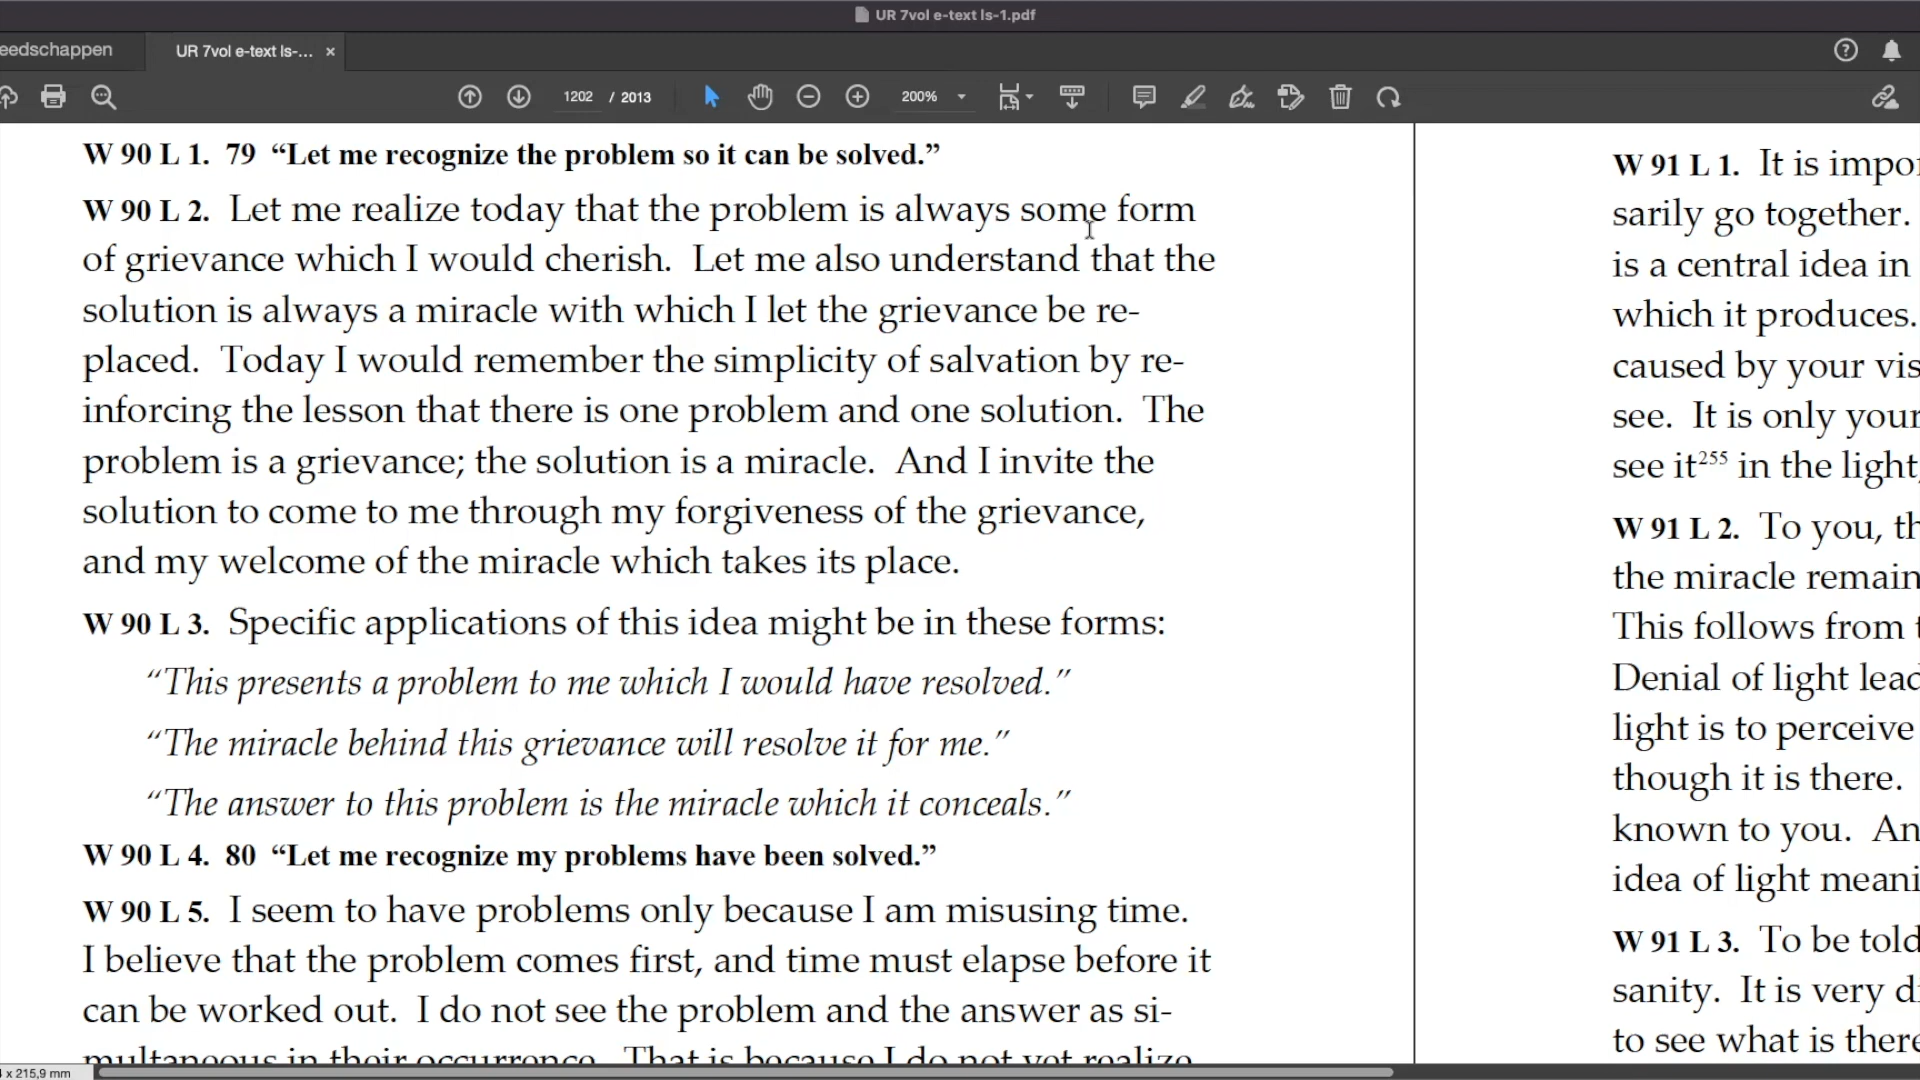 UR 7vol e-text ls-1.pdf
eedschappen
UR 7vol e-text ls-... ×
1202 / 2013
200%
W 90 L 1. 79 “Let me recognize the problem so it can be solved.”
W 90 L 2. Let me realize today that the problem is always some form
of grievance which I would cherish. Let me also understand that the
solution is always a miracle with which I let the grievance be re-
placed. Today I would remember the simplicity of salvation by re-
inforcing the lesson that there is one problem and one solution. The
problem is a grievance; the solution is a miracle. And I invite the
solution to come to me through my forgiveness of the grievance,
and my welcome of the miracle which takes its place.
W 90 L 3. Specific applications of this idea might be in these forms:
“This presents a problem to me which I would have resolved.”
“The miracle behind this grievance will resolve it for me.”
“The answer to this problem is the miracle which it conceals.”
W 90 L 4. 80 “Let me recognize my problems have been solved.”
W 90 L 5. I seem to have problems only because I am misusing time.
I believe that the problem comes first, and time must elapse before it
can be worked out. I do not see the problem and the answer as si-
multaneous in their occurrence. That is because I do not yet realize
W 91 L 1. It is impor
sarily go together.
is a central idea in
which it produces.
caused by your vis
see. It is only your
see it255 in the light,
W 91 L 2. To you, th
the miracle remain
This follows from t
Denial of light lead
light is to perceive
though it is there.
known to you. An
idea of light meani
W 91 L 3. To be told
sanity. It is very di
to see what is there
x 215,9 mm